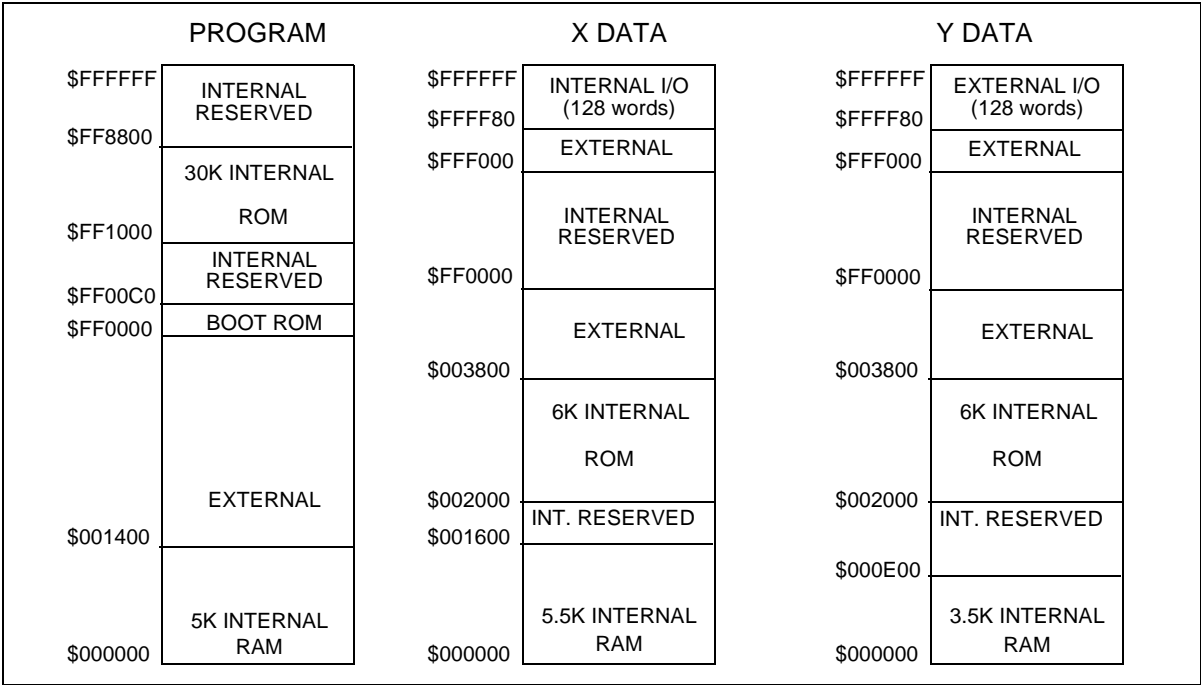 PROGRAM
$FFFFFF
INTERNAL
RESERVED
$FF8800
30K INTERNAL
ROM
$FF1000
INTERNAL
RESERVED
$FF00C0
BOOT ROM
$FF0000
EXTERNAL
$001400
5K INTERNAL
RAM
$000000
X DATA
$FFFFFF
INTERNAL I/O
(128 words)
$FFFF80
EXTERNAL
$FFF000
INTERNAL
RESERVED
$FF0000
EXTERNAL
$003800
6K INTERNAL
ROM
$002000
INT. RESERVED
$001600
5.5K INTERNAL
RAM
$000000
Y DATA
$FFFFFF
EXTERNAL I/O
(128 words)
$FFFF80
EXTERNAL
$FFF000
INTERNAL
RESERVED
$FF0000
EXTERNAL
$003800
6K INTERNAL
ROM
$002000
INT. RESERVED
$000E00
3.5K INTERNAL
RAM
$000000